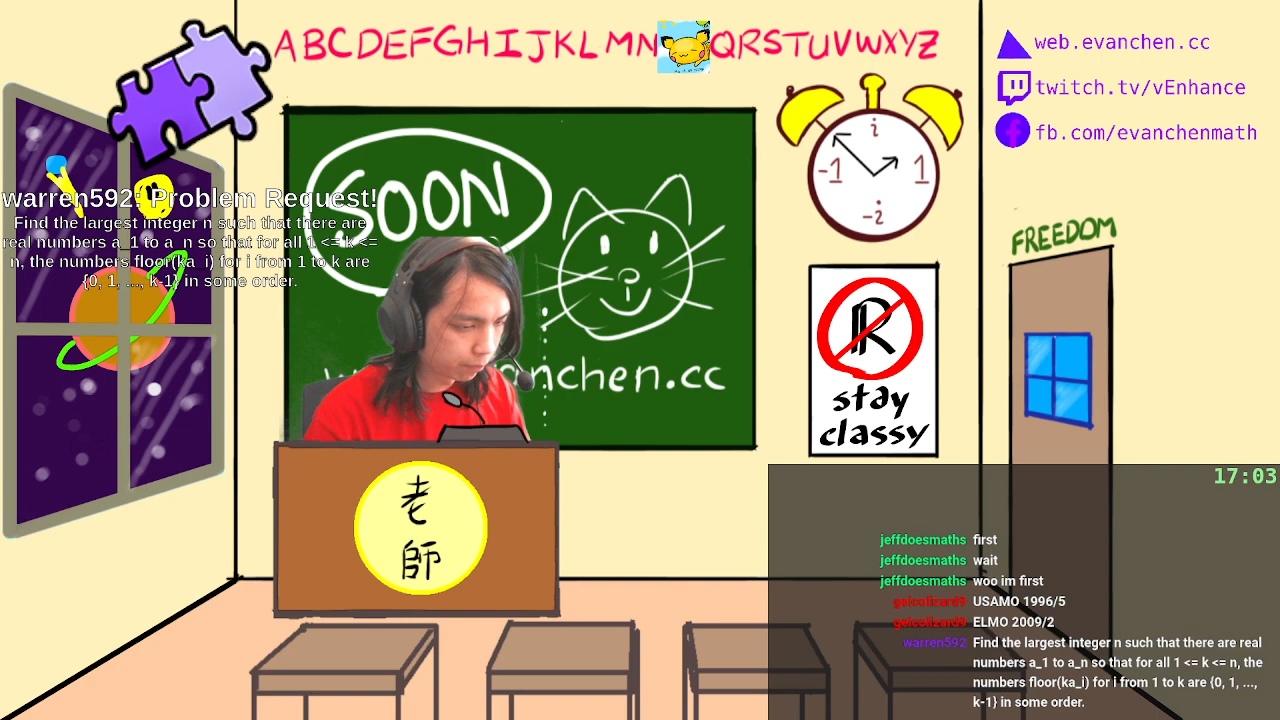 ABCDEFGHIJKLMN QRSTUVWXYZ
web.evanchen.cc
twitch.tv/vEnhance
fb.com/evanchenmath
SOON
i
-1
1
-i
warren592: Problem Request!
Find the largest integer n such that there are
real numbers a_1 to a_n so that for all 1 <= k <=
n, the numbers floor(ka_i) for i from 1 to k are
{0, 1, ..., k-1} in some order.
FREEDOM
anchen.cc
R
stay
classy
老
師
17:03
jeffdoesmaths first
jeffdoesmaths wait
jeffdoesmaths woo im first
geicolizard9 USAMO 1996/5
geicolizard9 ELMO 2009/2
warren592 Find the largest integer n such that there are real
numbers a_1 to a_n so that for all 1 <= k <= n, the
numbers floor(ka_i) for i from 1 to k are {0, 1, ...,
k-1} in some order.